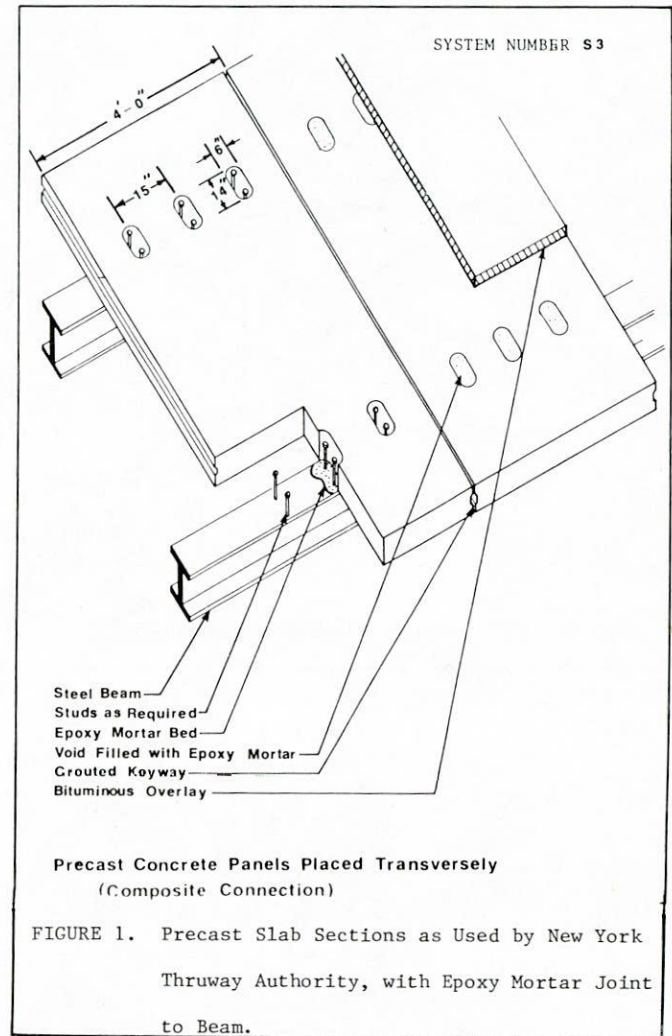 SYSTEM NUMBER S3
4'-0"
6"
15"
14"
Steel Beam
Studs as Required
Epoxy Mortar Bed
Void Filled with Epoxy Mortar
Grouted Keyway
Bituminous Overlay
Precast Concrete Panels Placed Transversely
(Composite Connection)
FIGURE 1. Precast Slab Sections as Used by New York
Thruway Authority, with Epoxy Mortar Joint
to Beam.